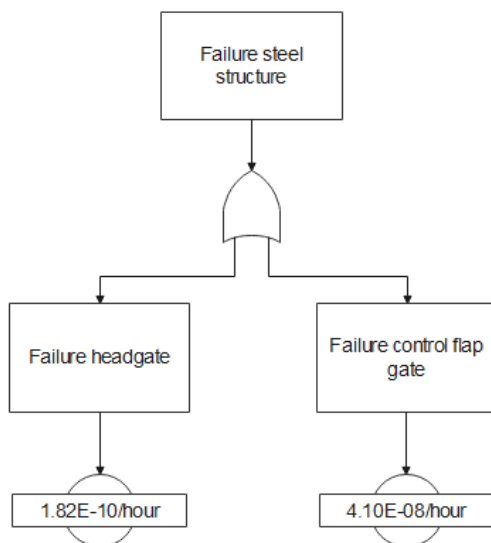 Failure steel
structure
Failure headgate
Failure control flap
gate
1.82E-10/hour
4.10E-08/hour